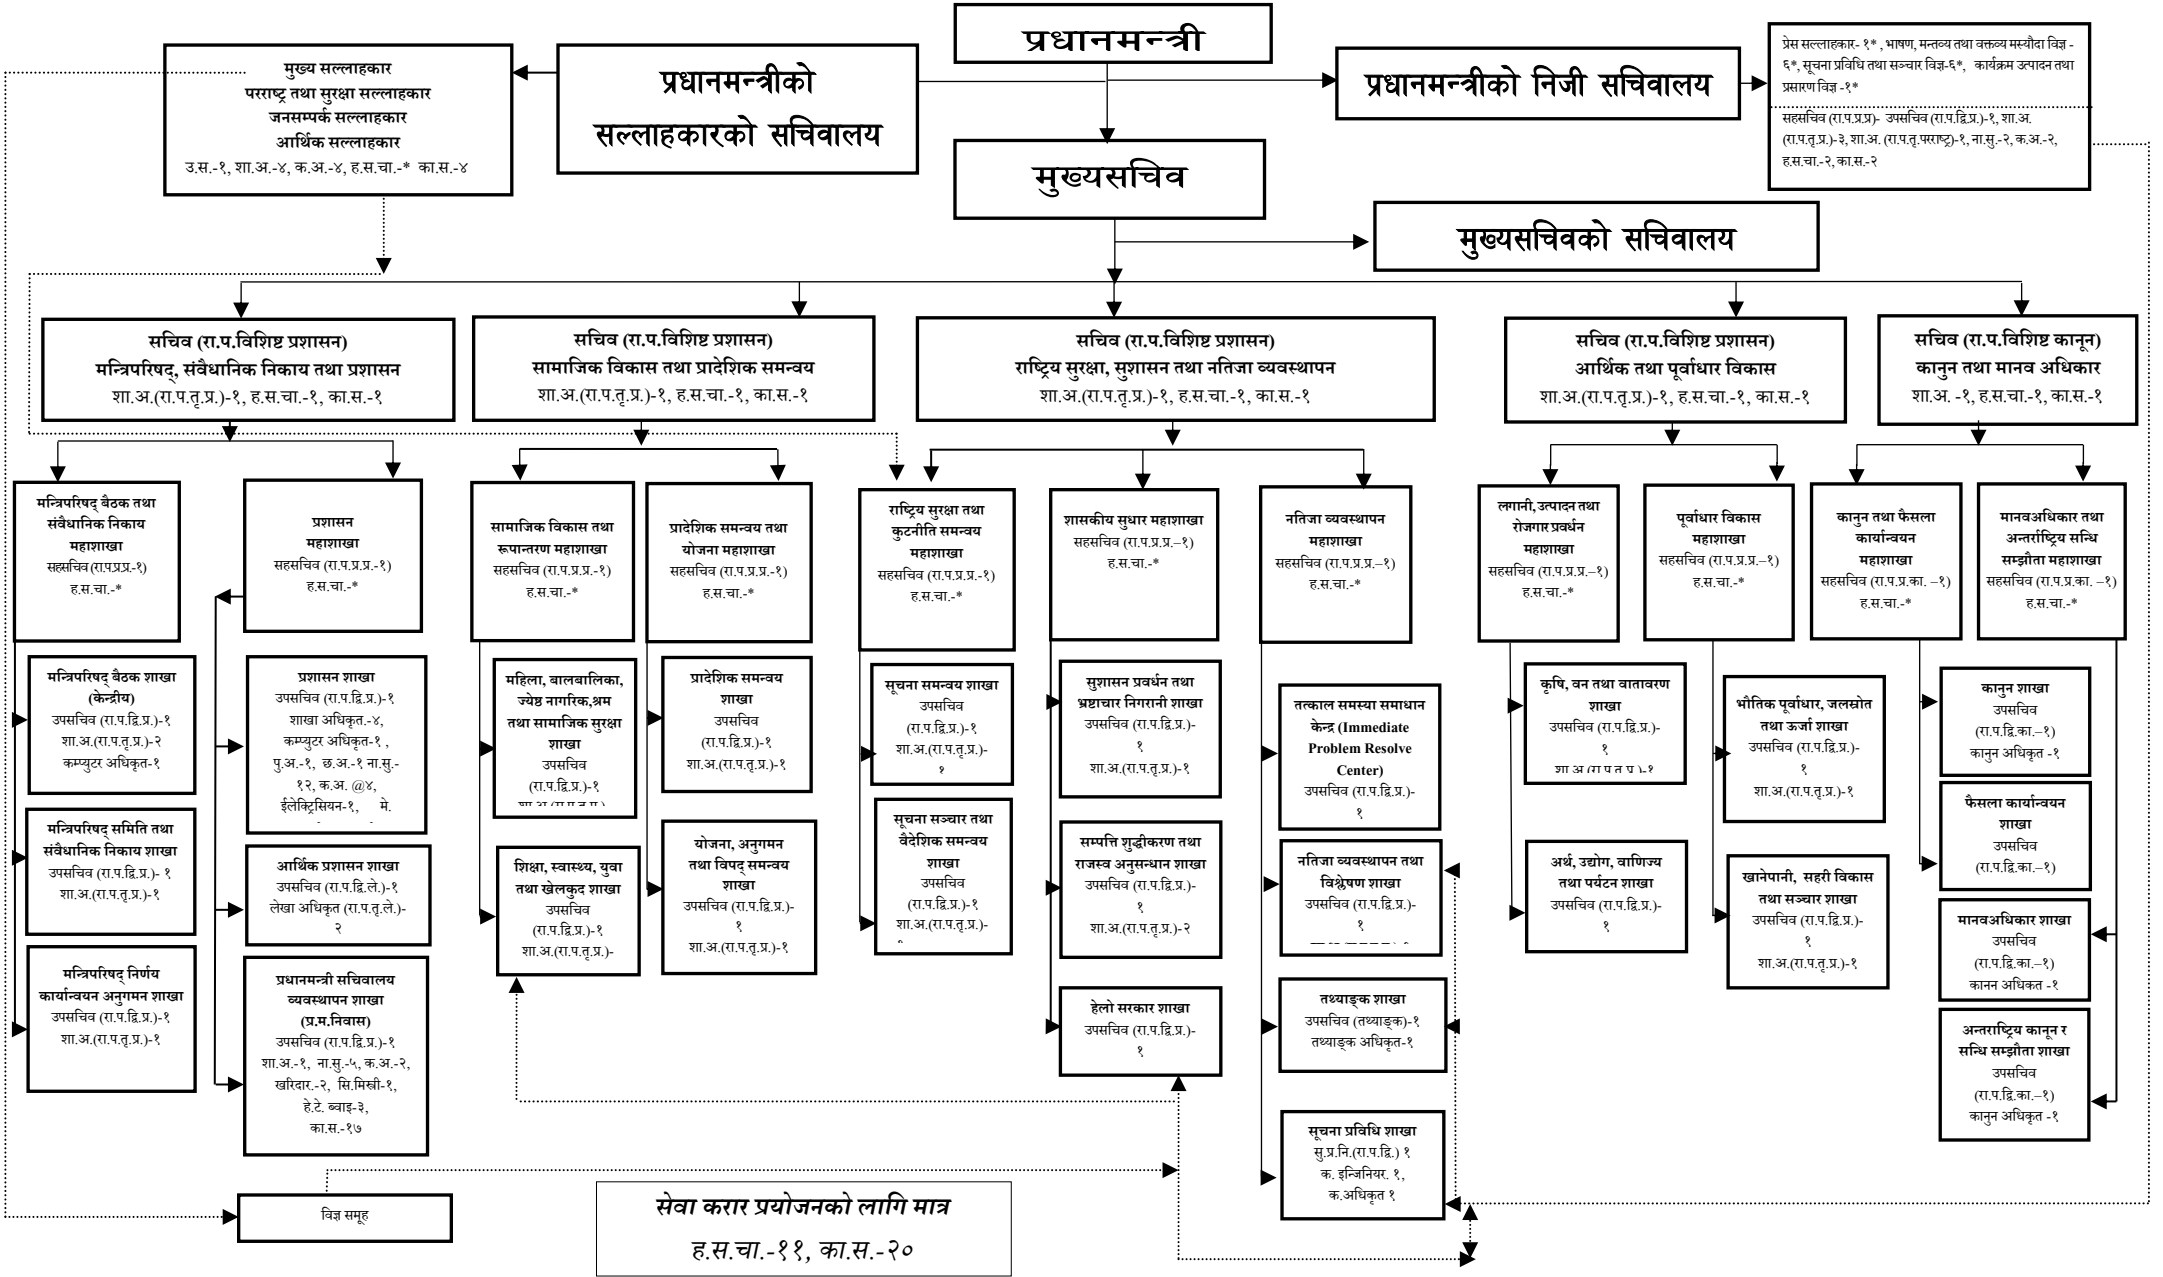 प्रधानमन्त्री
मुख्य सल्लाहकार
परराष्ट्र तथा सुरक्षा सल्लाहकार
जनसम्पर्क सल्लाहकार
आर्थिक सल्लाहकार
उ.स.-१, शा.अ.-४, क.अ.-४, ह.स.चा.-* का.स.-४
प्रधानमन्त्रीको
सल्लाहकारको सचिवालय
प्रधानमन्त्रीको निजी सचिवालय
प्रेस सल्लाहकार- १* , भाषण, मन्तव्य तथा वक्तव्य मस्यौदा विज्ञ -
६*, सूचना प्रविधि तथा सञ्चार विज्ञ-६*, कार्यक्रम उत्पादन तथा
प्रसारण विज्ञ -१*
सहसचिव (रा.प.प्र.प्र)- उपसचिव (रा.प.द्वि.प्र.)-१, शा.अ.
(रा.प.तृ.प्र.)-३, शा.अ. (रा.प.तृ.परराष्ट्र)-१, ना.सु.-२, क.अ.-२,
ह.स.चा.-२, का.स.-२
मुख्यसचिव
मुख्यसचिवको सचिवालय
सचिव (रा.प.विशिष्ट प्रशासन)
मन्त्रिपरिषद्, संवैधानिक निकाय तथा प्रशासन
शा.अ.(रा.प.तृ.प्र.)-१, ह.स.चा.-१, का.स.-१
सचिव (रा.प.विशिष्ट प्रशासन)
सामाजिक विकास तथा प्रादेशिक समन्वय
शा.अ.(रा.प.तृ.प्र.)-१, ह.स.चा.-१, का.स.-१
सचिव (रा.प.विशिष्ट प्रशासन)
राष्ट्रिय सुरक्षा, सुशासन तथा नतिजा व्यवस्थापन
शा.अ.(रा.प.तृ.प्र.)-१, ह.स.चा.-१, का.स.-१
सचिव (रा.प.विशिष्ट प्रशासन)
आर्थिक तथा पूर्वाधार विकास
शा.अ.(रा.प.तृ.प्र.)-१, ह.स.चा.-१, का.स.-१
सचिव (रा.प.विशिष्ट कानून)
कानुन तथा मानव अधिकार
शा.अ. -१, ह.स.चा.-१, का.स.-१
मन्त्रिपरिषद् बैठक तथा
संवैधानिक निकाय
महाशाखा
सहसचिव (रा.प.प्र.प्र.-१)
ह.स.चा.-*
प्रशासन
महाशाखा
सहसचिव (रा.प.प्र.प्र.-१)
ह.स.चा.-*
सामाजिक विकास तथा
रूपान्तरण महाशाखा
सहसचिव (रा.प.प्र.प्र.-१)
ह.स.चा.-*
प्रादेशिक समन्वय तथा
योजना महाशाखा
सहसचिव (रा.प.प्र.प्र.-१)
ह.स.चा.-*
राष्ट्रिय सुरक्षा तथा
कुटनीति समन्वय
महाशाखा
सहसचिव (रा.प.प्र.प्र.-१)
ह.स.चा.-*
शासकीय सुधार महाशाखा
सहसचिव (रा.प.प्र.प्र.–१)
ह.स.चा.-*
नतिजा व्यवस्थापन
महाशाखा
सहसचिव (रा.प.प्र.प्र.–१)
ह.स.चा.-*
लगानी, उत्पादन तथा
रोजगार प्रवर्धन
महाशाखा
सहसचिव (रा.प.प्र.प्र.–१)
ह.स.चा.-*
पूर्वाधार विकास
महाशाखा
सहसचिव (रा.प.प्र.प्र.–१)
ह.स.चा.-*
कानुन तथा फैसला
कार्यान्वयन
महाशाखा
सहसचिव (रा.प.प्र.का. –१)
ह.स.चा.-*
मानवअधिकार तथा
अन्तर्राष्ट्रिय सन्धि
सम्झौता महाशाखा
सहसचिव (रा.प.प्र.का. –१)
ह.स.चा.-*
मन्त्रिपरिषद् बैठक शाखा
(केन्द्रीय)
उपसचिव (रा.प.द्वि.प्र.)-१
शा.अ.(रा.प.तृ.प्र.)-२
कम्प्युटर अधिकृत-१
मन्त्रिपरिषद् समिति तथा
संवैधानिक निकाय शाखा
उपसचिव (रा.प.द्वि.प्र.)- १
शा.अ.(रा.प.तृ.प्र.)-१
मन्त्रिपरिषद् निर्णय
कार्यान्वयन अनुगमन शाखा
उपसचिव (रा.प.द्वि.प्र.)-१
शा.अ.(रा.प.तृ.प्र.)-१
प्रशासन शाखा
उपसचिव (रा.प.द्वि.प्र.)-१
शाखा अधिकृत.-४,
कम्प्युटर अधिकृत-१ ,
पु.अ.-१, छ.अ.-१ ना.सु.-
१२, क.अ. @४,
ईलेक्ट्रिसियन-१, मे.
आर्थिक प्रशासन शाखा
उपसचिव (रा.प.द्वि.ले.)-१
लेखा अधिकृत (रा.प.तृ.ले.)-
२
प्रधानमन्त्री सचिवालय
व्यवस्थापन शाखा
(प्र.म.निवास)
उपसचिव (रा.प.द्वि.प्र.)-१
शा.अ.-१, ना.सु.-५, क.अ.-२,
खरिदार.-२, सि.मिस्त्री-१,
हे.टे. ब्वाइ-३,
का.स.-१७
महिला, बालबालिका,
ज्येष्ठ नागरिक,श्रम
तथा सामाजिक सुरक्षा
शाखा
उपसचिव
(रा.प.द्वि.प्र.)-१
शिक्षा, स्वास्थ्य, युवा
तथा खेलकुद शाखा
उपसचिव
(रा.प.द्वि.प्र.)-१
शा.अ.(रा.प.तृ.प्र.)-
प्रादेशिक समन्वय
शाखा
उपसचिव
(रा.प.द्वि.प्र.)-१
शा.अ.(रा.प.तृ.प्र.)-१
योजना, अनुगमन
तथा विपद् समन्वय
शाखा
उपसचिव (रा.प.द्वि.प्र.)-
१
शा.अ.(रा.प.तृ.प्र.)-१
सूचना समन्वय शाखा
उपसचिव
(रा.प.द्वि.प्र.)-१
शा.अ.(रा.प.तृ.प्र.)-
१
सूचना सञ्चार तथा
वैदेशिक समन्वय
शाखा
उपसचिव
(रा.प.द्वि.प्र.)-१
शा.अ.(रा.प.तृ.प्र.)-
सुशासन प्रवर्धन तथा
भ्रष्टाचार निगरानी शाखा
उपसचिव (रा.प.द्वि.प्र.)-
१
शा.अ.(रा.प.तृ.प्र.)-१
सम्पत्ति शुद्धीकरण तथा
राजस्व अनुसन्धान शाखा
उपसचिव (रा.प.द्वि.प्र.)-
१
शा.अ.(रा.प.तृ.प्र.)-२
हेलो सरकार शाखा
उपसचिव (रा.प.द्वि.प्र.)-
१
तत्काल समस्या समाधान
केन्द्र (Immediate
Problem Resolve
Center)
उपसचिव (रा.प.द्वि.प्र.)-
१
नतिजा व्यवस्थापन तथा
विश्लेषण शाखा
उपसचिव (रा.प.द्वि.प्र.)-
१
तथ्याङ्क शाखा
उपसचिव (तथ्याङ्क)-१
तथ्याङ्क अधिकृत-१
सूचना प्रविधि शाखा
सु.प्र.नि.(रा.प.द्वि.) १
क. इन्जिनियर. १,
क.अधिकृत १
कृषि, वन तथा वातावरण
शाखा
उपसचिव (रा.प.द्वि.प्र.)-
१
शा.अ.(रा.प.तृ.प्र.)-१
अर्थ, उद्योग, वाणिज्य
तथा पर्यटन शाखा
उपसचिव (रा.प.द्वि.प्र.)-
१
भौतिक पूर्वाधार, जलस्रोत
तथा ऊर्जा शाखा
उपसचिव (रा.प.द्वि.प्र.)-
१
शा.अ.(रा.प.तृ.प्र.)-१
खानेपानी, सहरी विकास
तथा सञ्चार शाखा
उपसचिव (रा.प.द्वि.प्र.)-
१
शा.अ.(रा.प.तृ.प्र.)-१
कानुन शाखा
उपसचिव
(रा.प.द्वि.का.–१)
कानुन अधिकृत -१
फैसला कार्यान्वयन
शाखा
उपसचिव
(रा.प.द्वि.का.–१)
मानवअधिकार शाखा
उपसचिव
(रा.प.द्वि.का.–१)
कानन अधिकत -१
अन्तराष्ट्रिय कानून र
सन्धि सम्झौता शाखा
उपसचिव
(रा.प.द्वि.का.–१)
कानुन अधिकृत -१
विज्ञ समूह
सेवा करार प्रयोजनको लागि मात्र
ह.स.चा.-११, का.स.-२०